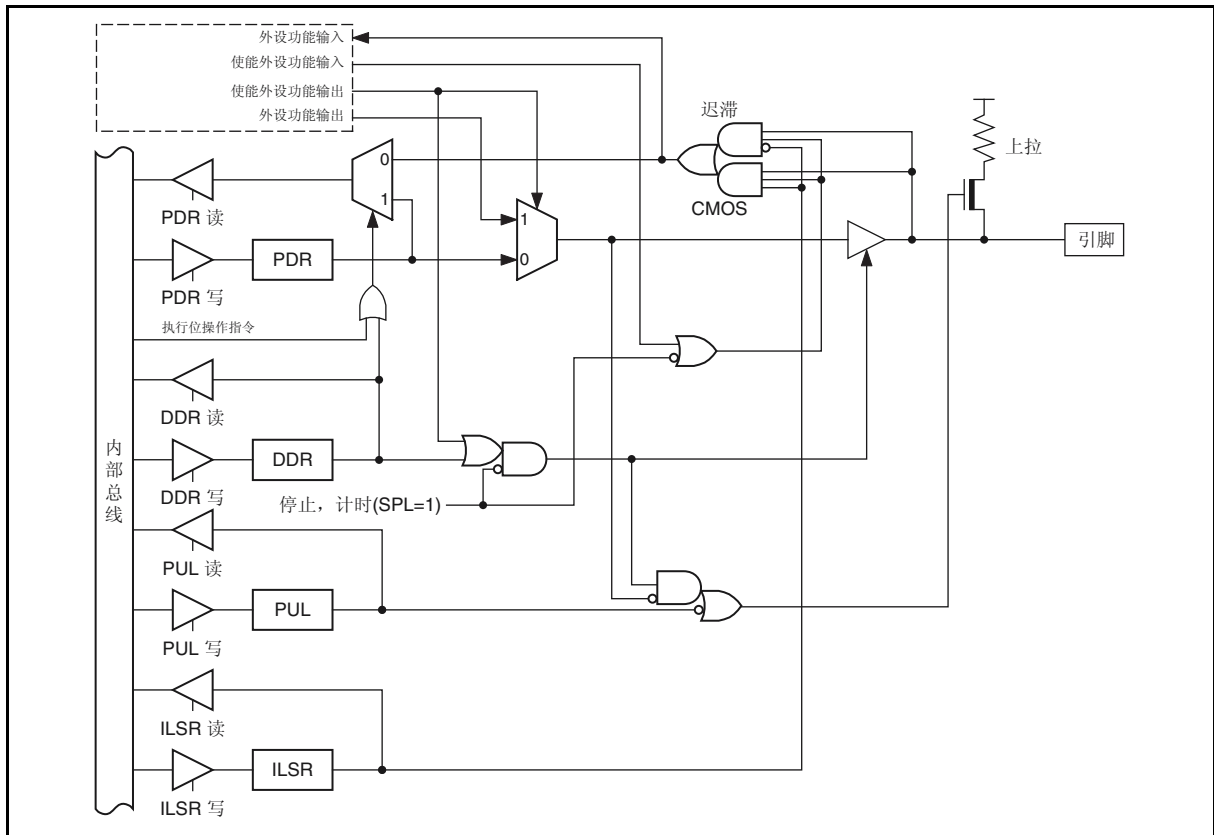 外设功能输入
使能外设功能输入
使能外设功能输出
外设功能输出
迟滞
上拉
0
1
CMOS
PDR 读
1
0
引脚
PDR
PDR 写
执行位操作指令
DDR 读
内部总线
DDR
DDR 写
停止，计时(SPL=1)
PUL 读
PUL
PUL 写
ILSR 读
ILSR
ILSR 写